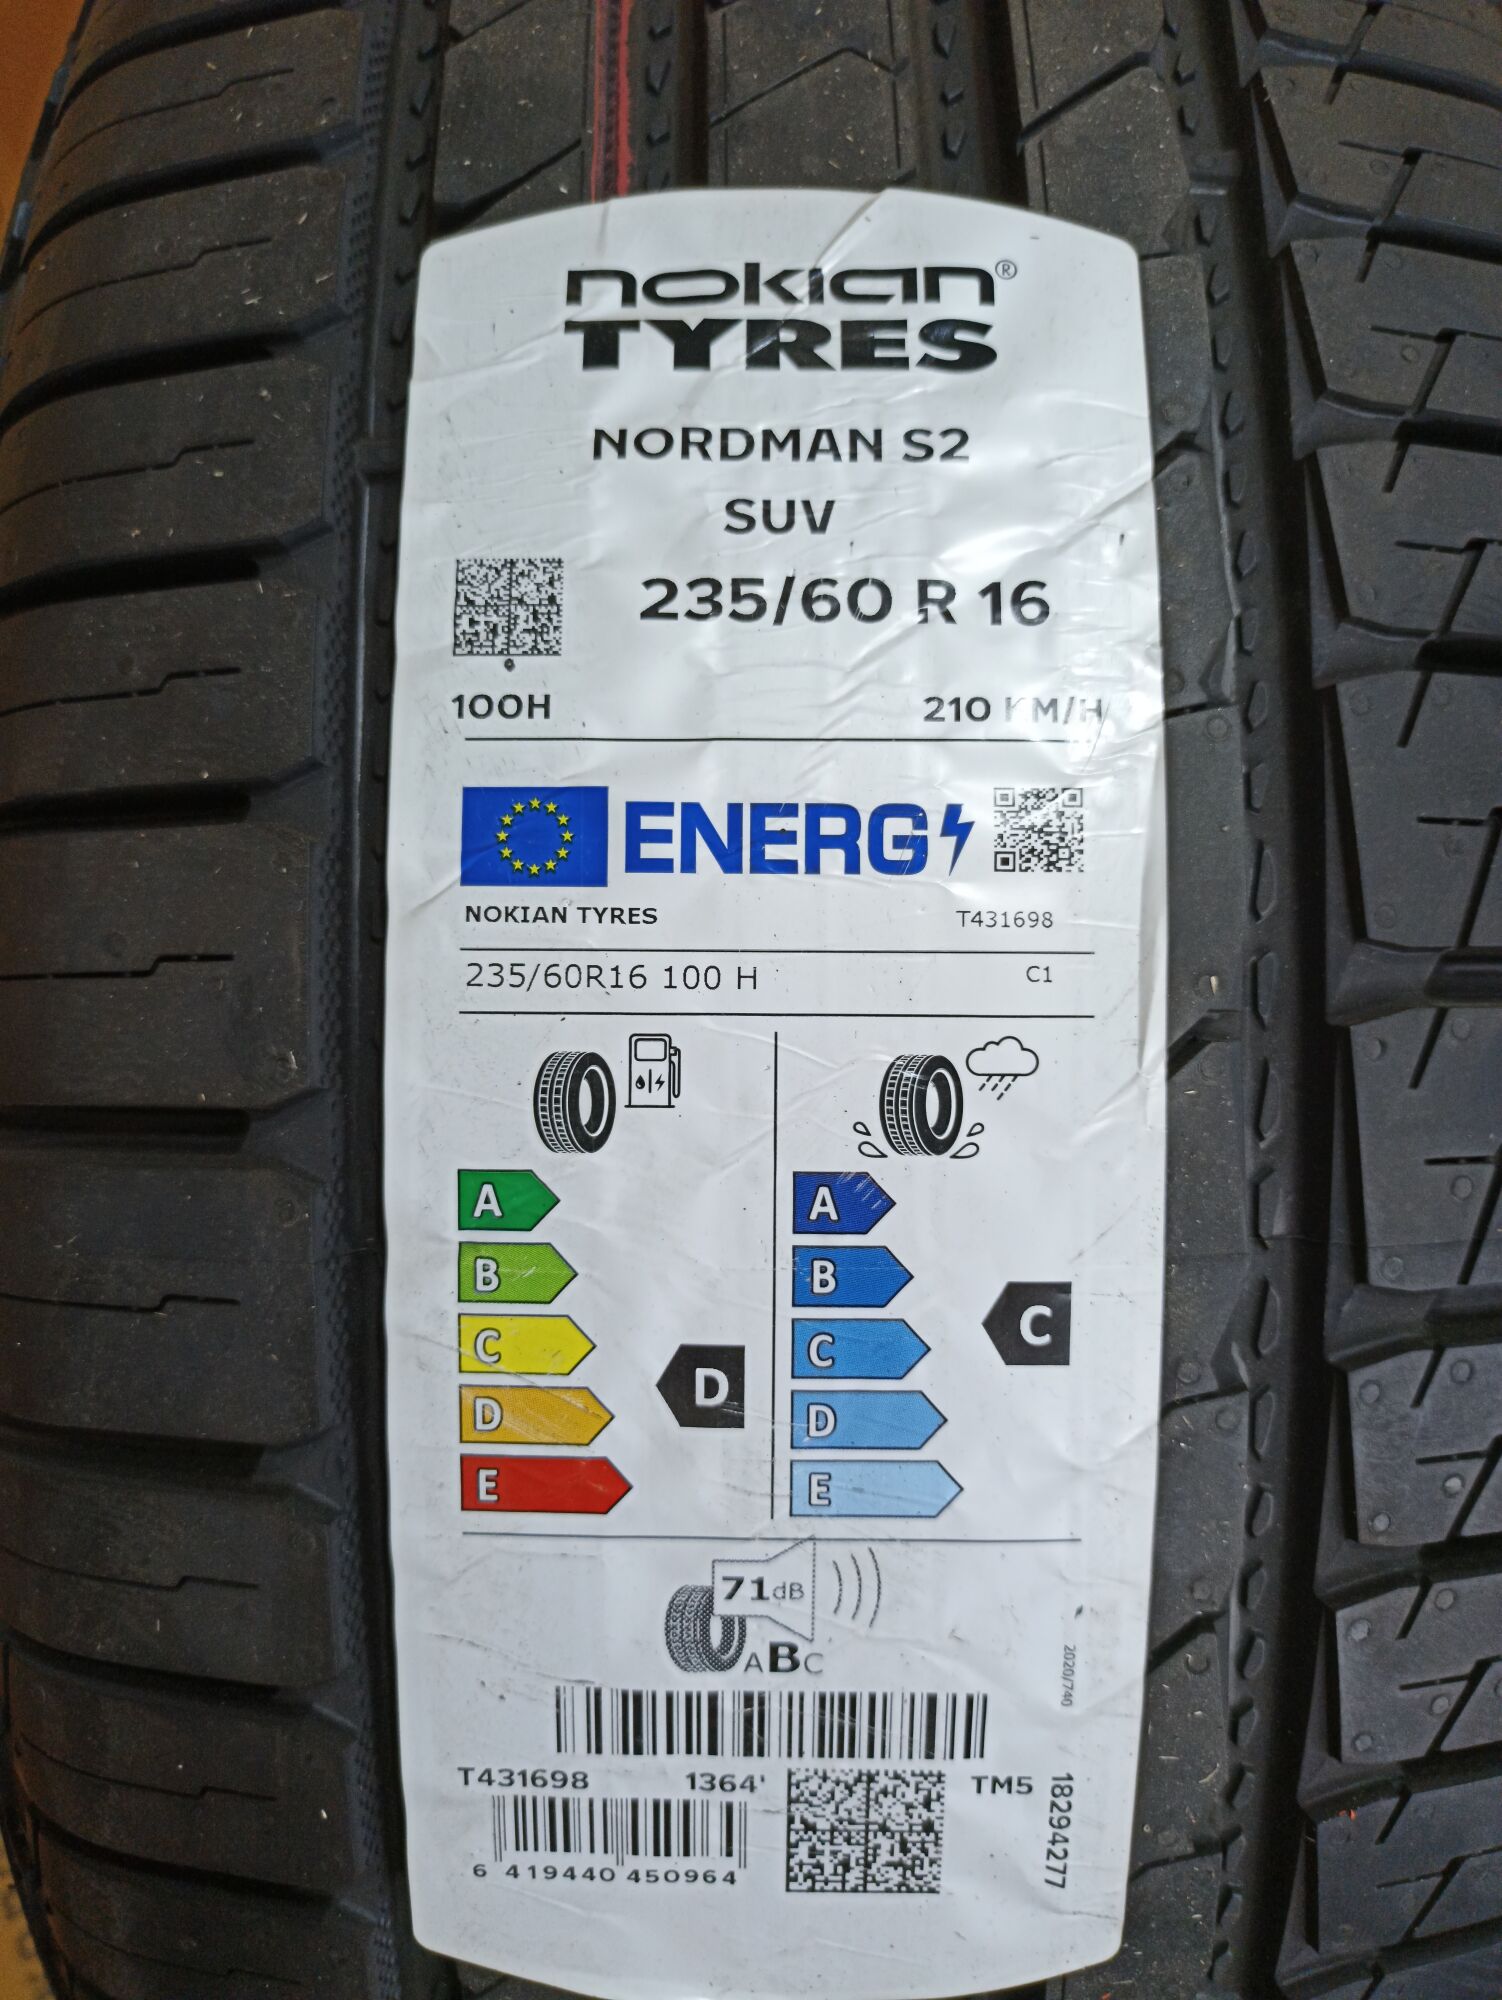 nokian®
TYRES
NORDMAN S2
SUV
235/60 R 16
100H 210 KM/H
ENERG
NOKIAN TYRES T431698
235/60R16 100 H C1
A A
B B
C C C
D D D
E E
71dB
ABC
2020/740
T431698 1364' TM5
18294277
6 419440 450964